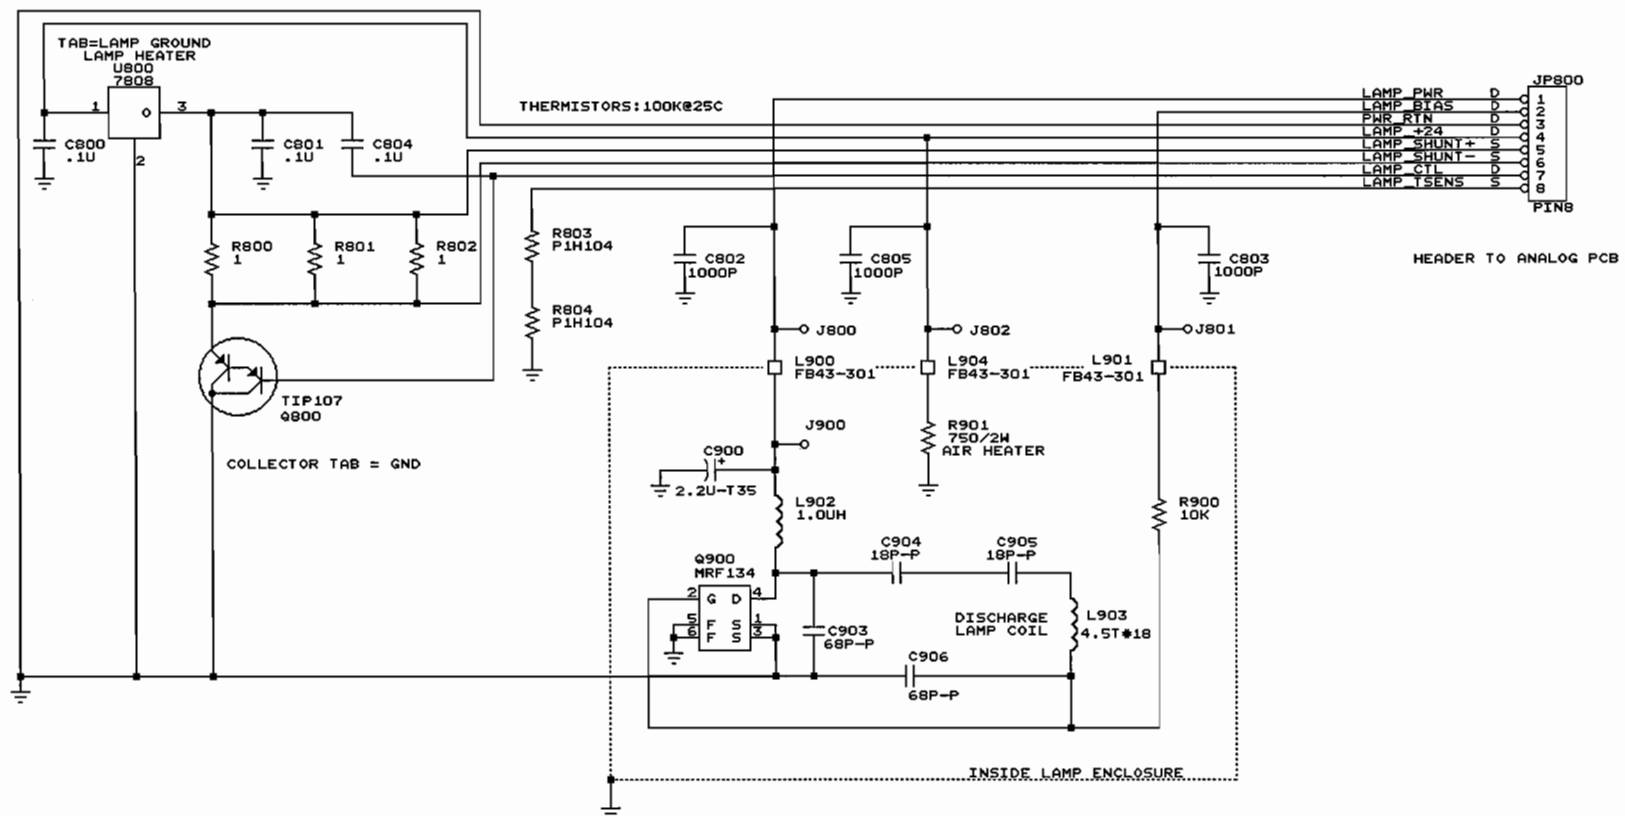 TAB=LAMP GROUND
LAMP HEATER
U800
7808
1
O
3
2
C800
.1U
C801
.1U
C804
.1U
THERMISTORS:100K@25C
JP800
LAMP_PWR D 1
LAMP_BIAS D 2
PWR_RTN D 3
LAMP_+24 D 4
LAMP_SHUNT+ S 5
LAMP_SHUNT- S 6
LAMP_CTL D 7
LAMP_TSENS S 8
PIN8
HEADER TO ANALOG PCB
R800
1
R801
1
R802
1
R803
P1H104
R804
P1H104
C802
1000P
C805
1000P
C803
1000P
J800
J802
J801
L900
FB43-301
L904
FB43-301
L901
FB43-301
TIP107
Q800
COLLECTOR TAB = GND
J900
R901
750/2W
AIR HEATER
C900
+
2.2U-T35
L902
1.0UH
R900
10K
Q900
MRF134
2 G D 4
5 F S 1
6 F S 3
C904
18P-P
C905
18P-P
C903
68P-P
DISCHARGE
LAMP COIL
L903
4.5T#18
C906
68P-P
INSIDE LAMP ENCLOSURE